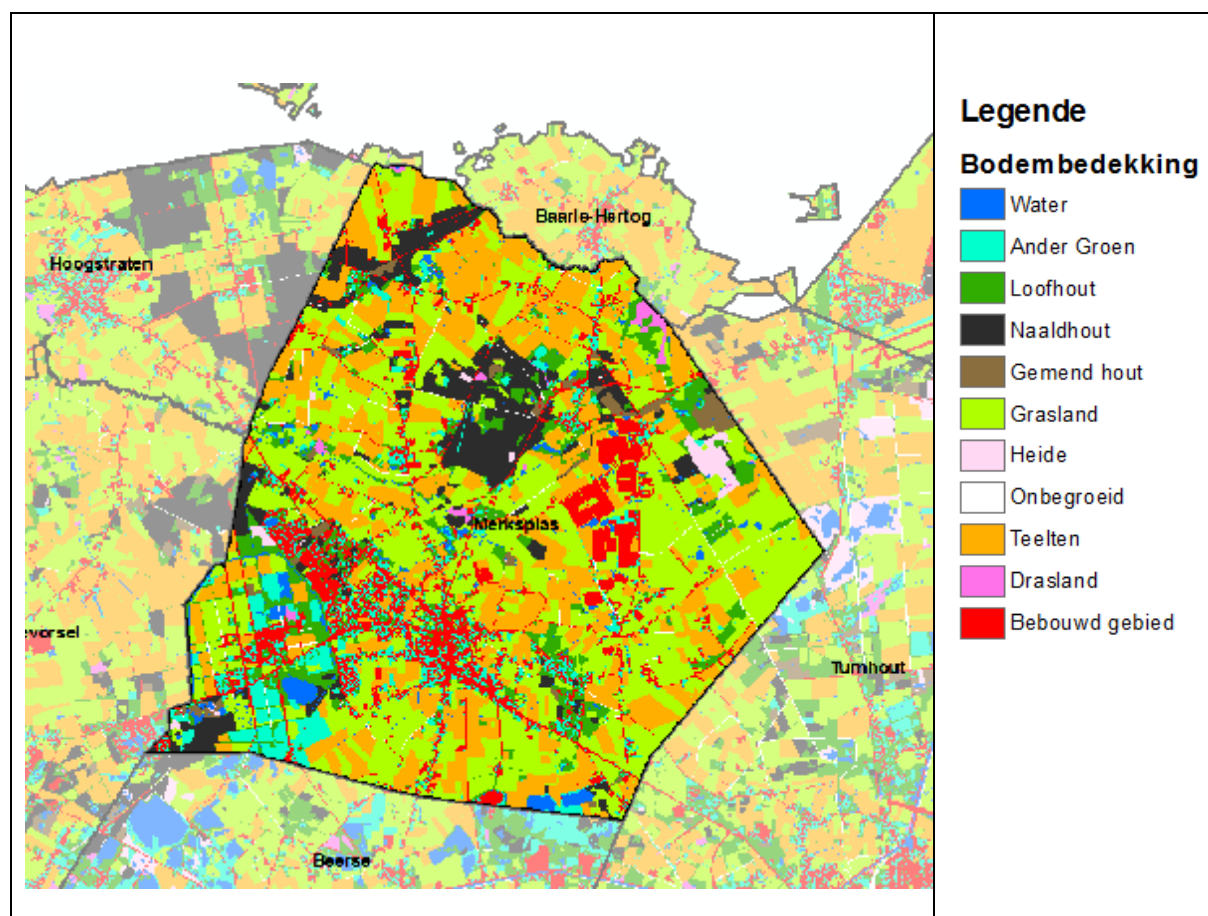 Legende
Bodembedekking
Water
Ander Groen
Loofhout
Naaldhout
Gemend hout
Grasland
Heide
Onbegroeid
Teelten
Drasland
Bebouwd gebied
Baarle-Hertog
Hoogstraten
Merksplas
evorsel
Turnhout
Beerse